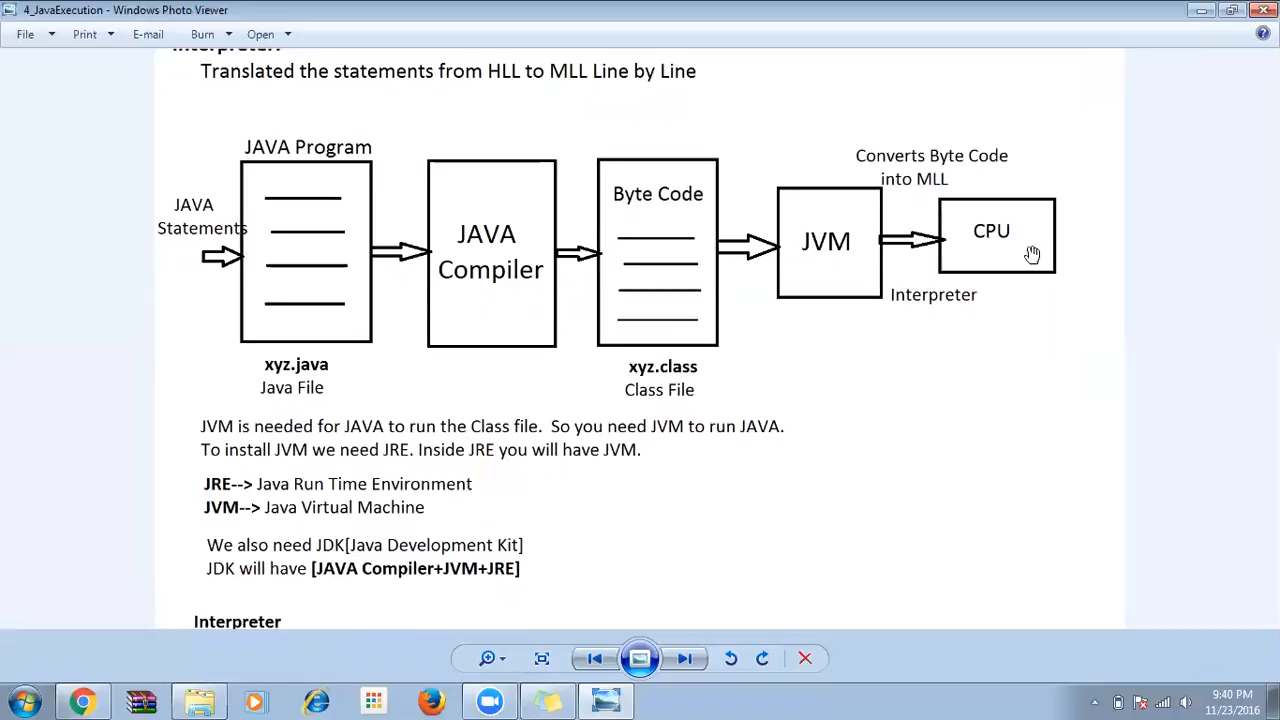 4_JavaExecution - Windows Photo Viewer
File Print E-mail Burn Open
Interpreter:
Translated the statements from HLL to MLL Line by Line
JAVA Program
JAVA
Statements
xyz.java
Java File
JAVA
Compiler
Byte Code
xyz.class
Class File
JVM
Converts Byte Code
into MLL
CPU
Interpreter
JVM is needed for JAVA to run the Class file. So you need JVM to run JAVA.
To install JVM we need JRE. Inside JRE you will have JVM.
JRE--> Java Run Time Environment
JVM--> Java Virtual Machine
We also need JDK[Java Development Kit]
JDK will have [JAVA Compiler+JVM+JRE]
Interpreter
9:40 PM
11/23/2016